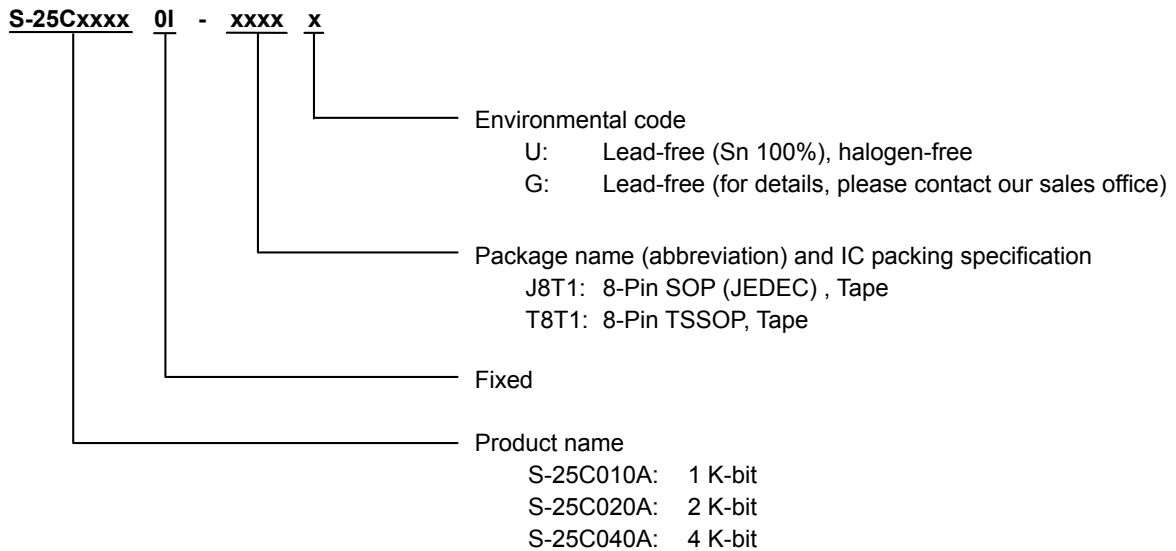 S-25Cxxxx 0I - xxxx x
Environmental code
U: Lead-free (Sn 100%), halogen-free
G: Lead-free (for details, please contact our sales office)
Package name (abbreviation) and IC packing specification
J8T1: 8-Pin SOP (JEDEC) , Tape
T8T1: 8-Pin TSSOP, Tape
Fixed
Product name
S-25C010A: 1 K-bit
S-25C020A: 2 K-bit
S-25C040A: 4 K-bit